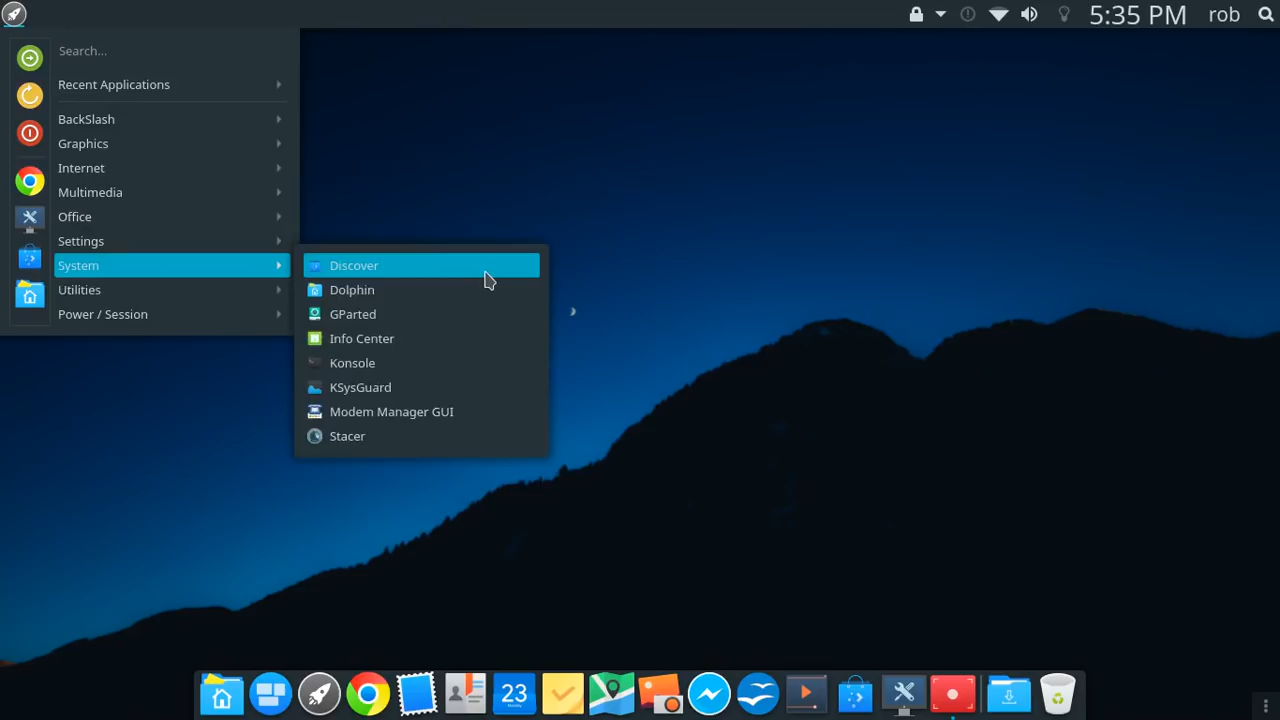 5:35 PM rob
Search...
Recent Applications
BackSlash
Graphics
Internet
Multimedia
Office
Settings
System
Utilities
Power / Session
Discover
Dolphin
GParted
Info Center
Konsole
KSysGuard
Modem Manager GUI
Stacer
23
Monday